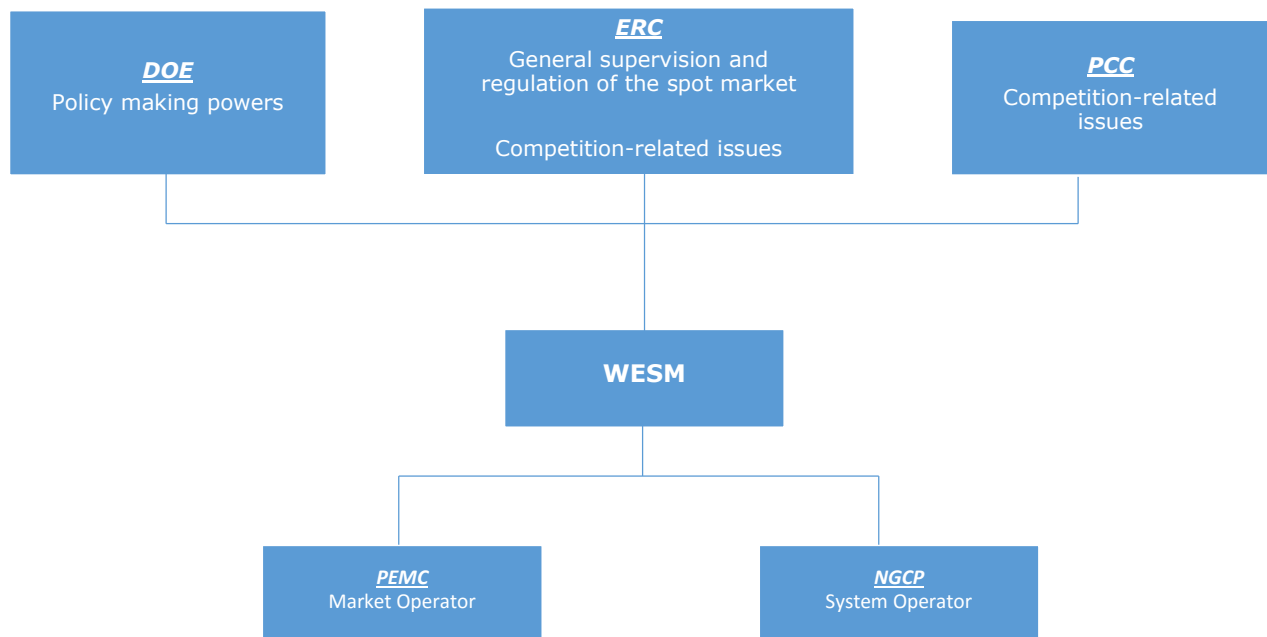 DOE
Policy making powers
ERC
General supervision and
regulation of the spot market
Competition-related issues
PCC
Competition-related
issues
WESM
PEMC
Market Operator
NGCP
System Operator